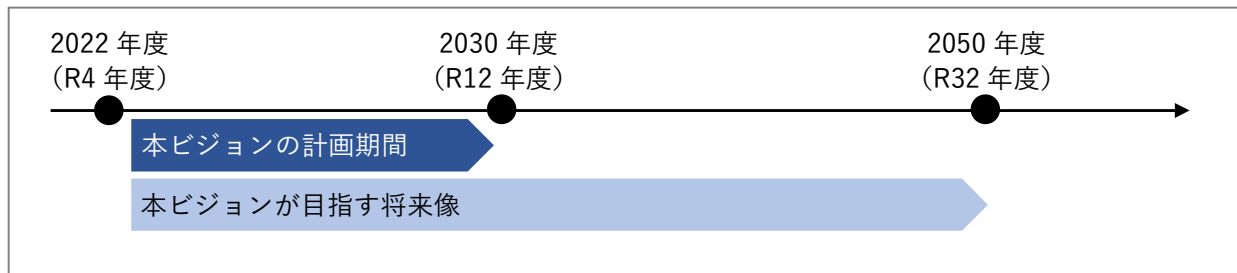 2022 年度
（R4 年度）
2030 年度
（R12 年度）
2050 年度
（R32 年度）
本ビジョンの計画期間
本ビジョンが目指す将来像